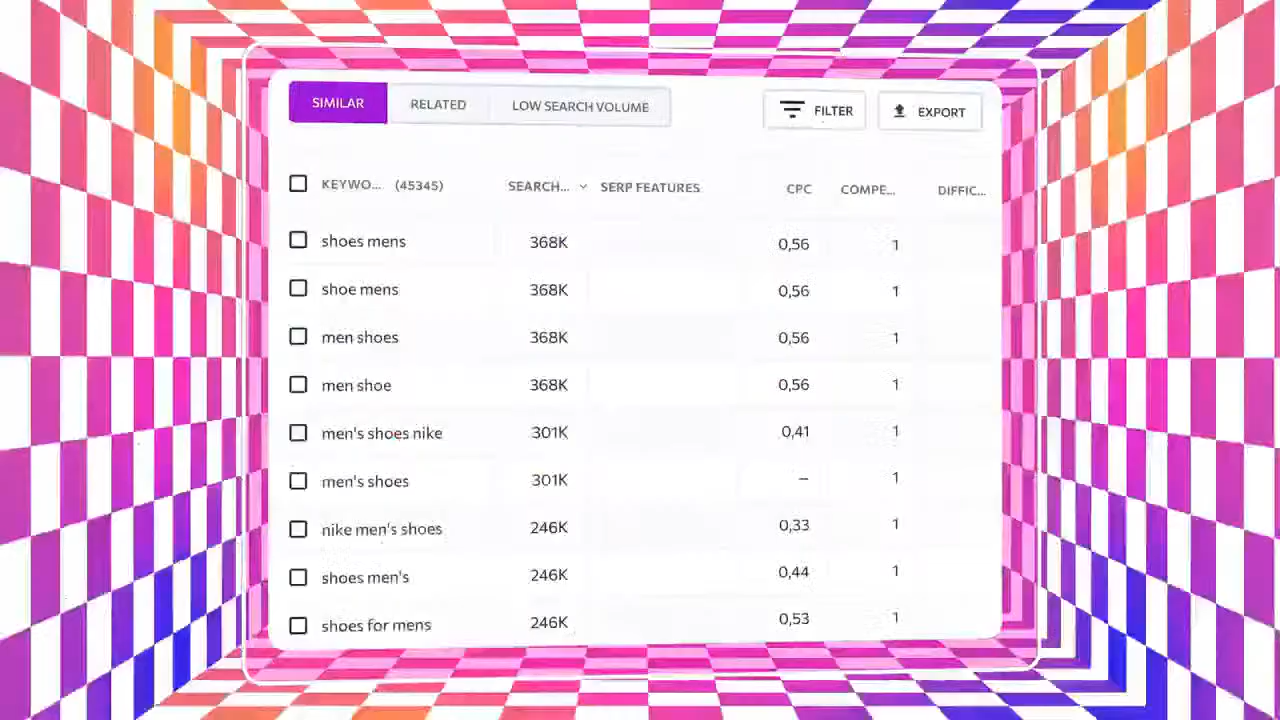 SIMILAR RELATED LOW SEARCH VOLUME FILTER EXPORT
KEYWO... (45345) SEARCH... SERP FEATURES CPC COMPE... DIFFIC...
shoes mens 368K 0,56 1
shoe mens 368K 0,56 1
men shoes 368K 0,56 1
men shoe 368K 0,56 1
men's shoes nike 301K 0,41 1
men's shoes 301K – 1
nike men's shoes 246K 0,33 1
shoes men's 246K 0,44 1
shoes for mens 246K 0,53 1